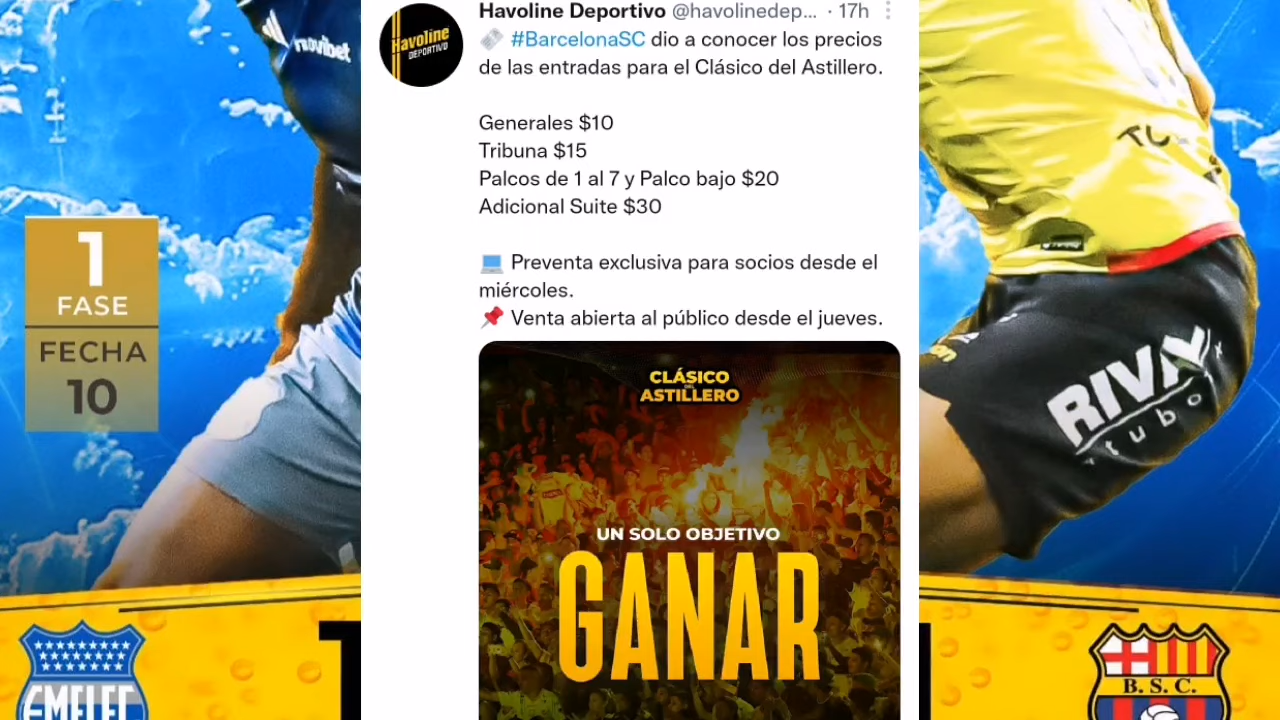 Havoline Deportivo @havolinedep... · 17h
#BarcelonaSC dio a conocer los precios
de las entradas para el Clásico del Astillero.
Generales $10
Tribuna $15
Palcos de 1 al 7 y Palco bajo $20
Adicional Suite $30
Preventa exclusiva para socios desde el
miércoles.
Venta abierta al público desde el jueves.
CLÁSICO
DEL
ASTILLERO
UN SOLO OBJETIVO
GANAR
Havoline
DEPORTIVO
novibet
1
FASE
FECHA
10
EMELEC
RIVAX
tubo
B. S. C.